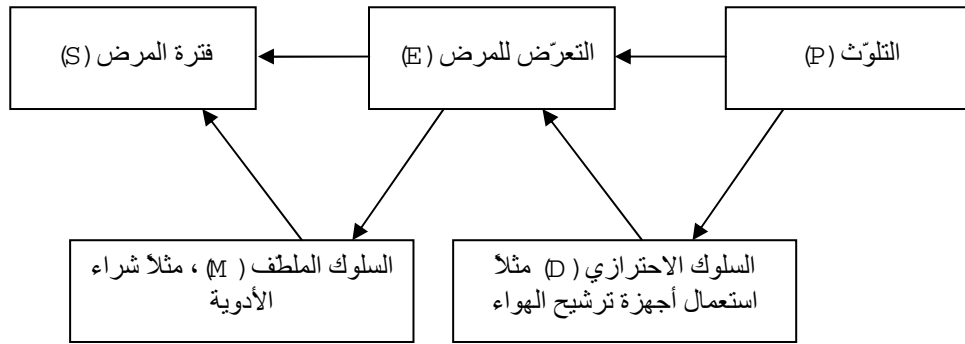 التلوّث (P)
التعرّض للمرض (E)
فترة المرض (S)
السلوك الاحترازي (D) مثلاً
استعمال أجهزة ترشيح الهواء
السلوك الملطّف (M)، مثلاً شراء
الأدوية